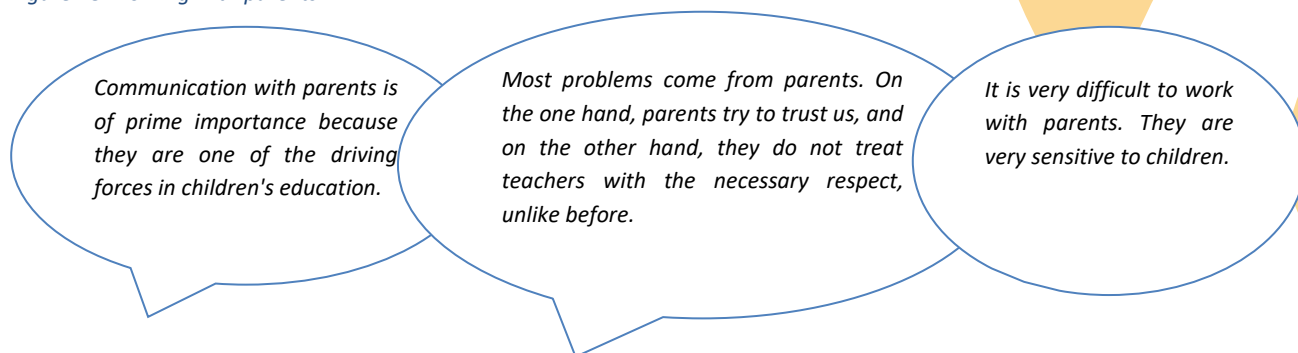 Communication with parents is
of prime importance because
they are one of the driving
forces in children's education.
Most problems come from parents. On
the one hand, parents try to trust us, and
on the other hand, they do not treat
teachers with the necessary respect,
unlike before.
It is very difficult to work
with parents. They are
very sensitive to children.